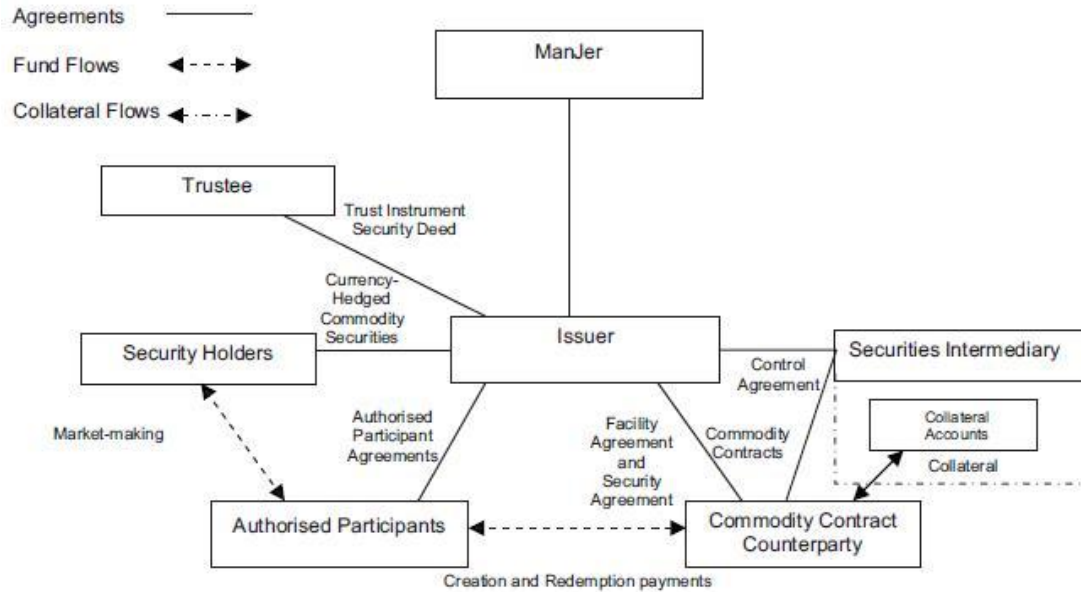 Agreements
Fund Flows
Collateral Flows
ManJer
Trustee
Trust Instrument
Security Deed
Currency-
Hedged
Commodity
Securities
Security Holders
Issuer
Securities Intermediary
Control
Agreement
Collateral
Accounts
Collateral
Market-making
Authorised
Participant
Agreements
Facility
Agreement
and
Security
Agreement
Commodity
Contracts
Authorised Participants
Commodity Contract
Counterparty
Creation and Redemption payments